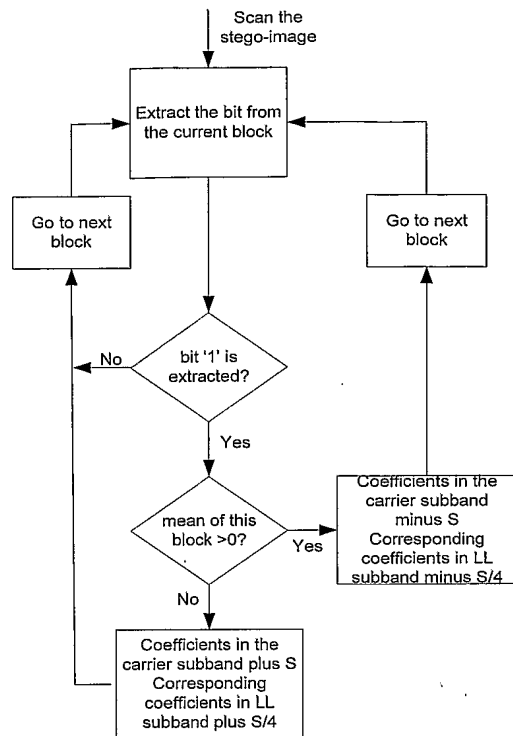 Scan the
stego-image
Extract the bit from
the current block
Go to next
block
Go to next
block
bit '1' is
extracted?
No
Yes
mean of this
block >0?
Yes
No
Coefficients in the
carrier subband
minus S
Corresponding
coefficients in LL
subband minus S/4
Coefficients in the
carrier subband plus S
Corresponding
coefficients in LL
subband plus S/4